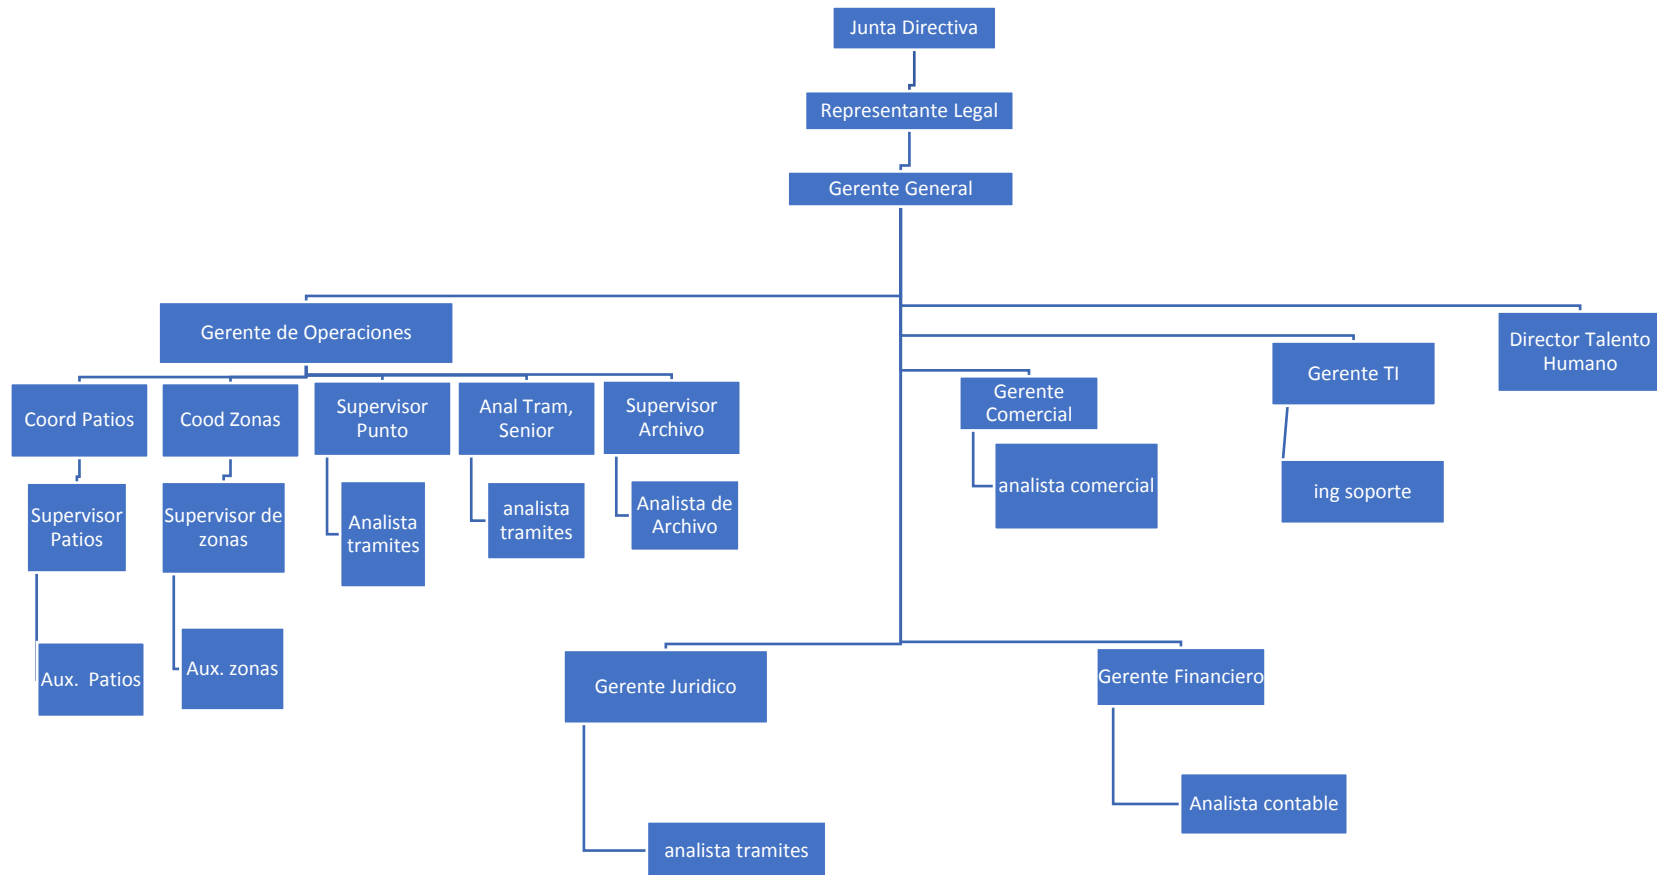 Junta Directiva
Representante Legal
Gerente General
Gerente de Operaciones
Director Talento
Humano
Gerente TI
Gerente
Comercial
Coord Patios
Cood Zonas
Supervisor
Punto
Anal Tram,
Senior
Supervisor
Archivo
analista comercial
ing soporte
Supervisor
Patios
Supervisor de
zonas
Analista
tramites
analista
tramites
Analista de
Archivo
Aux.  Patios
Aux. zonas
Gerente Juridico
Gerente Financiero
Analista contable
analista tramites